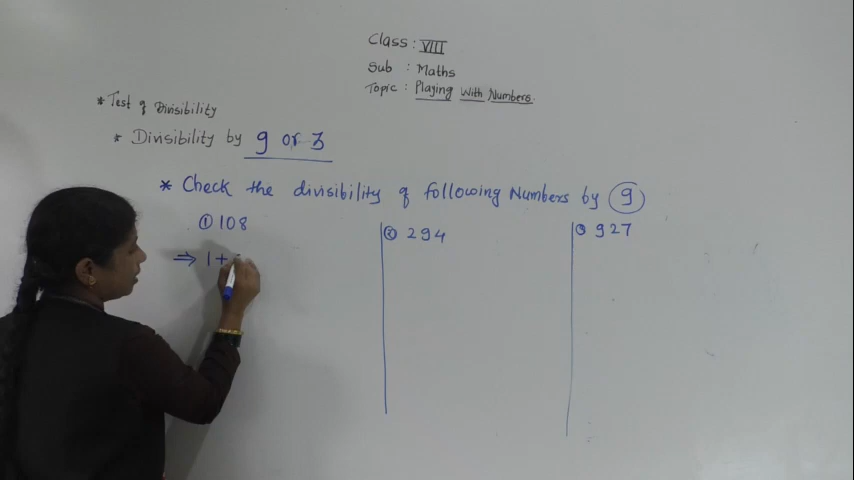 Class : VIII
Sub : Maths
Topic : Playing With Numbers.
* Test of Divisibility
* Divisibility by 9 or 3
* Check the divisibility of following Numbers by 9
① 108
② 294
③ 927
⇒ 1 +